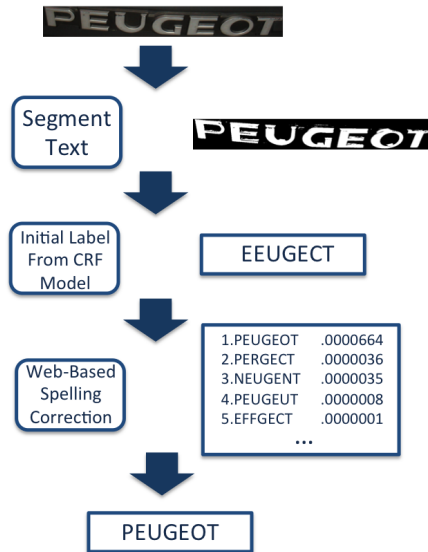 PEUGEOT
Segment
Text
PEUGEOT
Initial Label
From CRF
Model
EEUGECT
Web-Based
Spelling
Correction
1.PEUGEOT .0000664
2.PERGECT .0000036
3.NEUGENT .0000035
4.PEUGEUT .0000008
5.EFFGECT .0000001
...
PEUGEOT